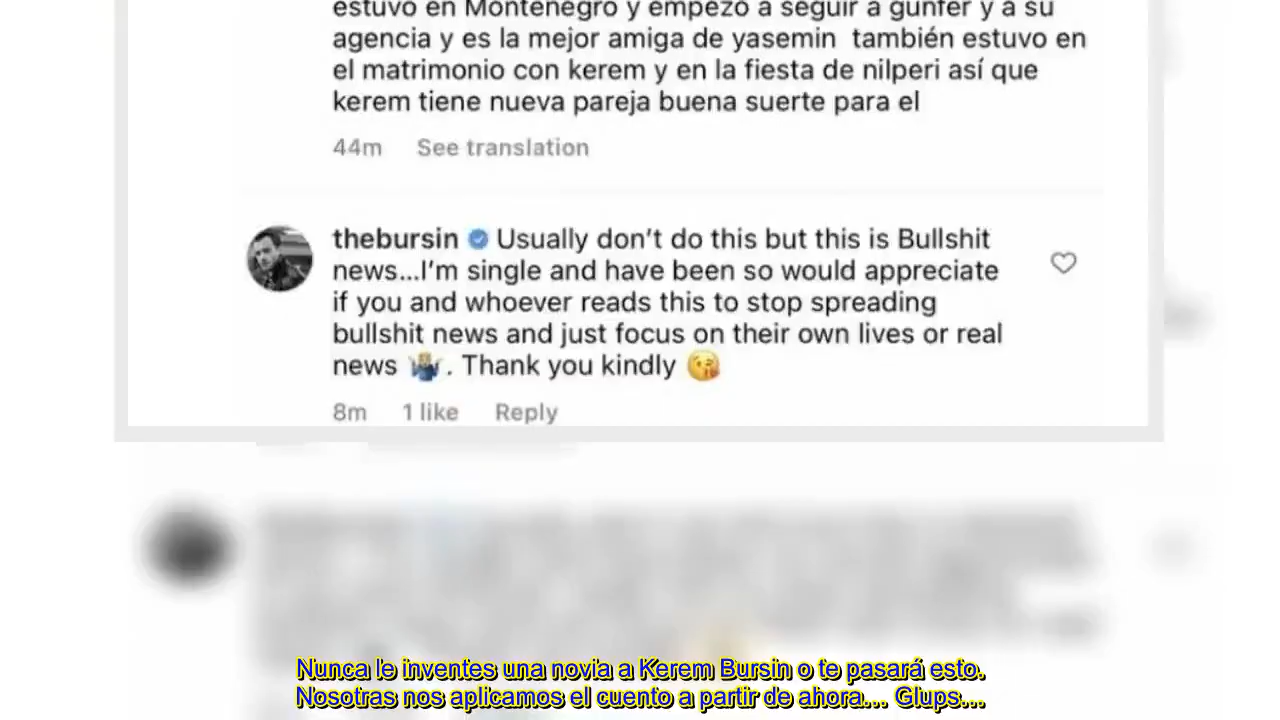 estuvo en Montenegro y empezó a seguir a gunfer y a su
agencia y es la mejor amiga de yasemin también estuvo en
el matrimonio con kerem y en la fiesta de nilperi así que
kerem tiene nueva pareja buena suerte para el
44m See translation
thebursin Usually don't do this but this is Bullshit
news...I'm single and have been so would appreciate
if you and whoever reads this to stop spreading
bullshit news and just focus on their own lives or real
news 🤷🏼‍♂️. Thank you kindly 😘
8m 1 like Reply
Nunca le inventes una novia a Kerem Bursin o te pasará esto.
Nosotras nos aplicamos el cuento a partir de ahora... Glups...